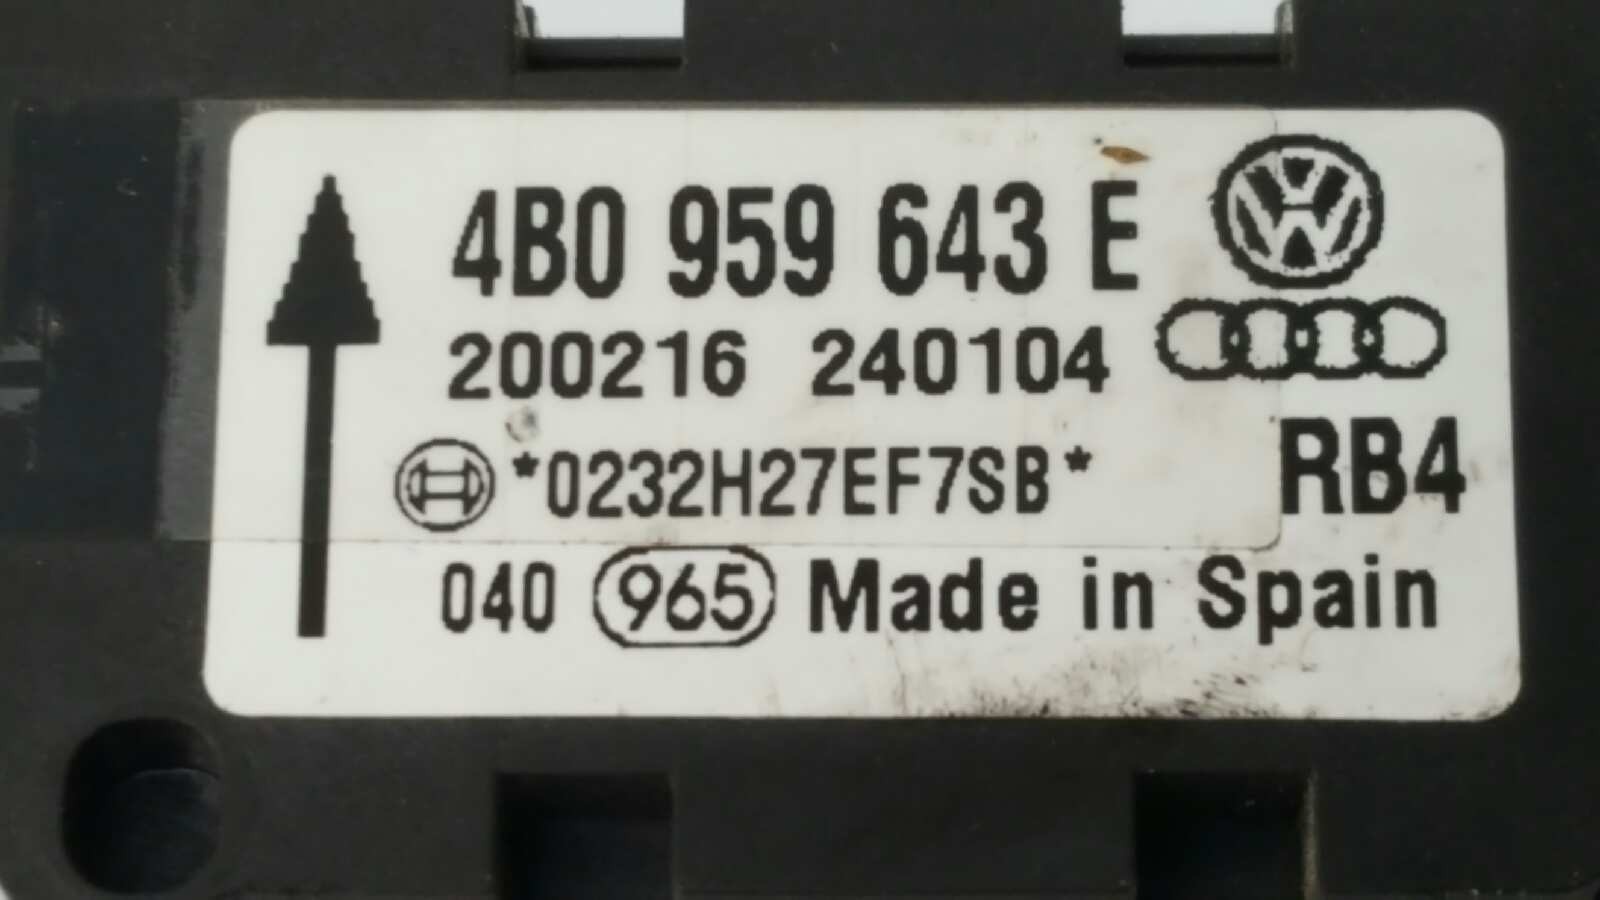 4B0 959 643 E
200216 240104
*0232H27EF7SB* RB4
040 965 Made in Spain